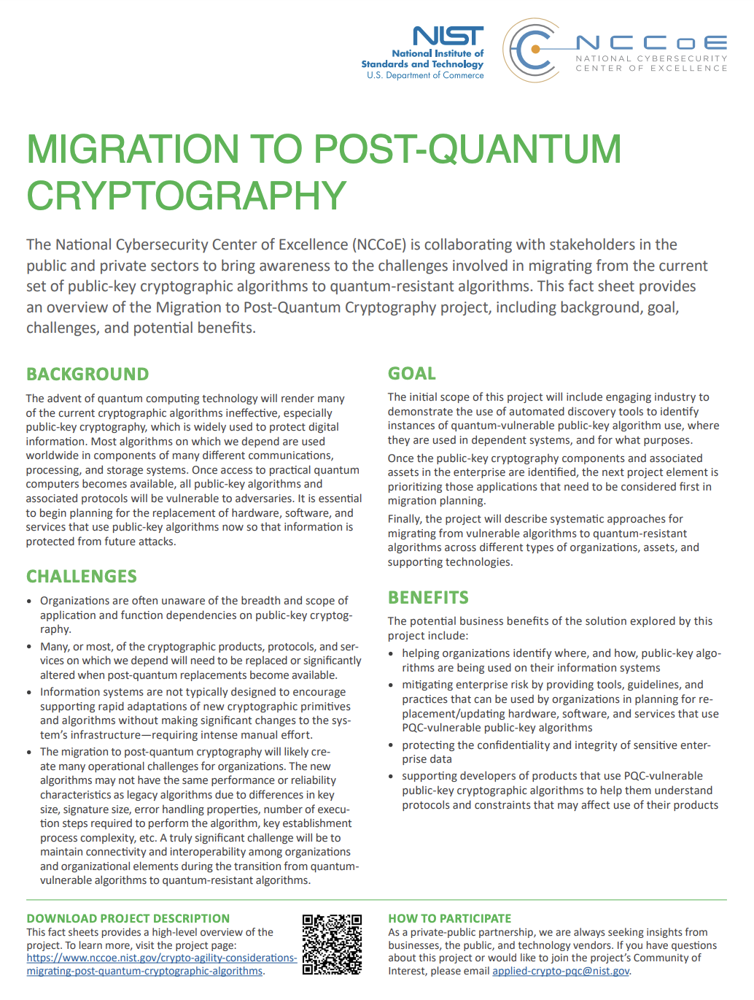 NIST
National Institute of
Standards and Technology
U.S. Department of Commerce
NCCoE
NATIONAL CYBERSECURITY
CENTER OF EXCELLENCE
MIGRATION TO POST-QUANTUM
CRYPTOGRAPHY
The National Cybersecurity Center of Excellence (NCCoE) is collaborating with stakeholders in the
public and private sectors to bring awareness to the challenges involved in migrating from the current
set of public-key cryptographic algorithms to quantum-resistant algorithms. This fact sheet provides
an overview of the Migration to Post-Quantum Cryptography project, including background, goal,
challenges, and potential benefits.
BACKGROUND
The advent of quantum computing technology will render many
of the current cryptographic algorithms ineffective, especially
public-key cryptography, which is widely used to protect digital
information. Most algorithms on which we depend are used
worldwide in components of many different communications,
processing, and storage systems. Once access to practical quantum
computers becomes available, all public-key algorithms and
associated protocols will be vulnerable to adversaries. It is essential
to begin planning for the replacement of hardware, software, and
services that use public-key algorithms now so that information is
protected from future attacks.
CHALLENGES
• Organizations are often unaware of the breadth and scope of
application and function dependencies on public-key cryptog-
raphy.
• Many, or most, of the cryptographic products, protocols, and ser-
vices on which we depend will need to be replaced or significantly
altered when post-quantum replacements become available.
• Information systems are not typically designed to encourage
supporting rapid adaptations of new cryptographic primitives
and algorithms without making significant changes to the sys-
tem's infrastructure—requiring intense manual effort.
• The migration to post-quantum cryptography will likely cre-
ate many operational challenges for organizations. The new
algorithms may not have the same performance or reliability
characteristics as legacy algorithms due to differences in key
size, signature size, error handling properties, number of execu-
tion steps required to perform the algorithm, key establishment
process complexity, etc. A truly significant challenge will be to
maintain connectivity and interoperability among organizations
and organizational elements during the transition from quantum-
vulnerable algorithms to quantum-resistant algorithms.
GOAL
The initial scope of this project will include engaging industry to
demonstrate the use of automated discovery tools to identify
instances of quantum-vulnerable public-key algorithm use, where
they are used in dependent systems, and for what purposes.
Once the public-key cryptography components and associated
assets in the enterprise are identified, the next project element is
prioritizing those applications that need to be considered first in
migration planning.
Finally, the project will describe systematic approaches for
migrating from vulnerable algorithms to quantum-resistant
algorithms across different types of organizations, assets, and
supporting technologies.
BENEFITS
The potential business benefits of the solution explored by this
project include:
• helping organizations identify where, and how, public-key algo-
rithms are being used on their information systems
• mitigating enterprise risk by providing tools, guidelines, and
practices that can be used by organizations in planning for re-
placement/updating hardware, software, and services that use
PQC-vulnerable public-key algorithms
• protecting the confidentiality and integrity of sensitive enter-
prise data
• supporting developers of products that use PQC-vulnerable
public-key cryptographic algorithms to help them understand
protocols and constraints that may affect use of their products
DOWNLOAD PROJECT DESCRIPTION
This fact sheets provides a high-level overview of the
project. To learn more, visit the project page:
https://www.nccoe.nist.gov/crypto-agility-considerations-
migrating-post-quantum-cryptographic-algorithms.
HOW TO PARTICIPATE
As a private-public partnership, we are always seeking insights from
businesses, the public, and technology vendors. If you have questions
about this project or would like to join the project's Community of
Interest, please email applied-crypto-pqc@nist.gov.